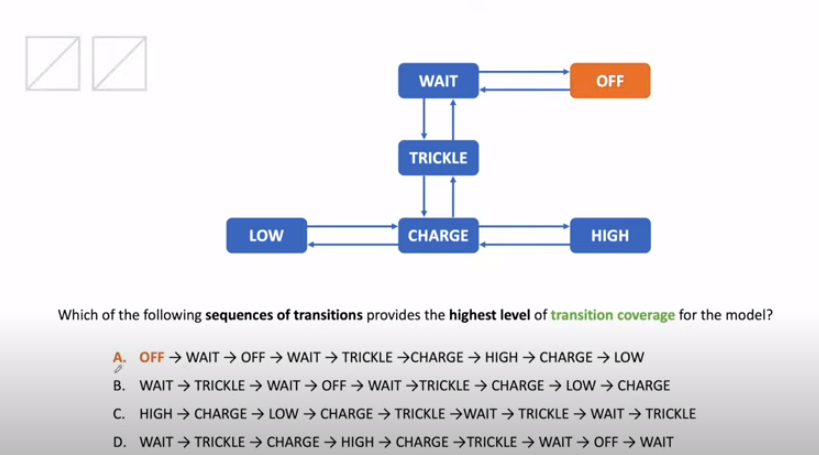 WAIT
OFF
TRICKLE
LOW
CHARGE
HIGH
Which of the following sequences of transitions provides the highest level of transition coverage for the model?
A. OFF → WAIT → OFF → WAIT → TRICKLE →CHARGE → HIGH → CHARGE → LOW
B. WAIT → TRICKLE → WAIT → OFF → WAIT →TRICKLE → CHARGE → LOW → CHARGE
C. HIGH → CHARGE → LOW → CHARGE → TRICKLE →WAIT → TRICKLE → WAIT → TRICKLE
D. WAIT → TRICKLE → CHARGE → HIGH → CHARGE →TRICKLE → WAIT → OFF → WAIT